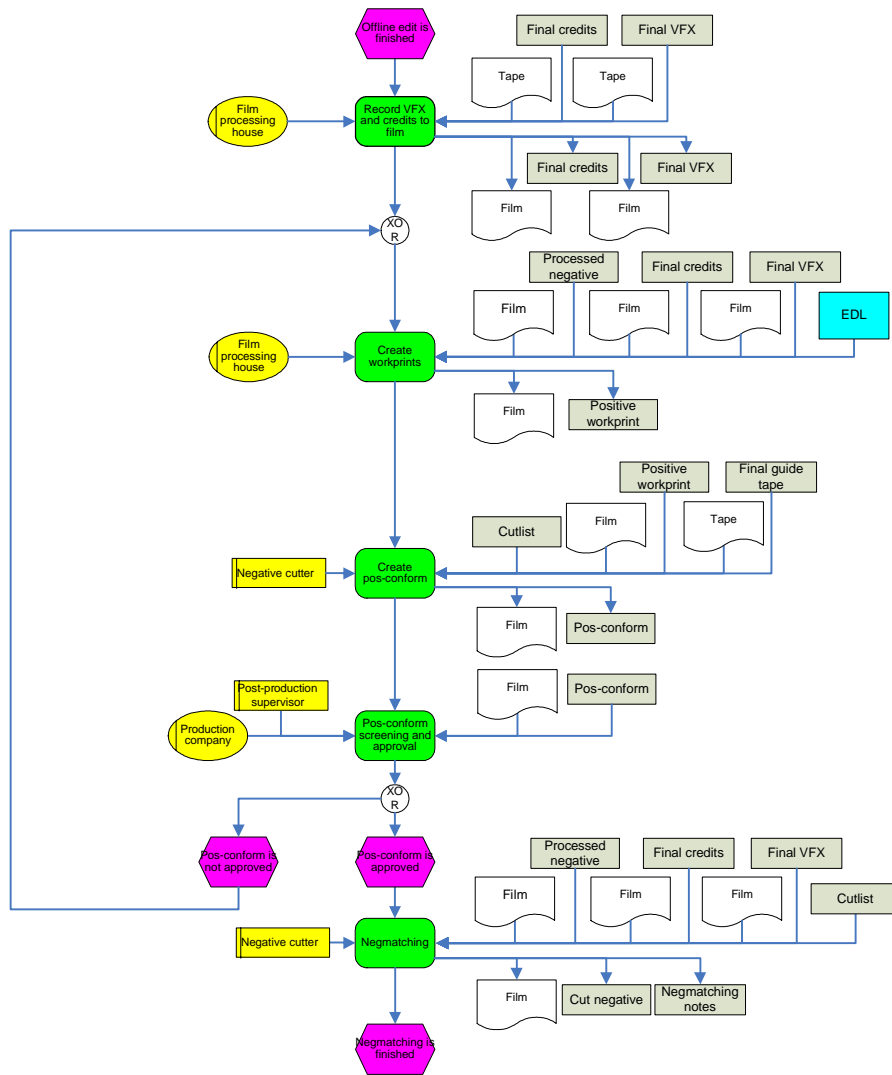 Offline edit is
finished
Final credits
Final VFX
Tape
Tape
Film
processing
house
Record VFX
and credits to
film
Final credits
Final VFX
Film
Film
XO
R
Processed
negative
Final credits
Final VFX
Film
Film
Film
EDL
Film
processing
house
Create
workprints
Film
Positive
workprint
Positive
workprint
Final guide
tape
Cutlist
Film
Tape
Negative cutter
Create
pos-conform
Film
Pos-conform
Post-production
supervisor
Film
Pos-conform
Production
company
Pos-conform
screening and
approval
XO
R
Pos-conform is
not approved
Pos-conform is
approved
Processed
negative
Final credits
Final VFX
Film
Film
Film
Cutlist
Negative cutter
Negmatching
Film
Cut negative
Negmatching
notes
Negmatching is
finished